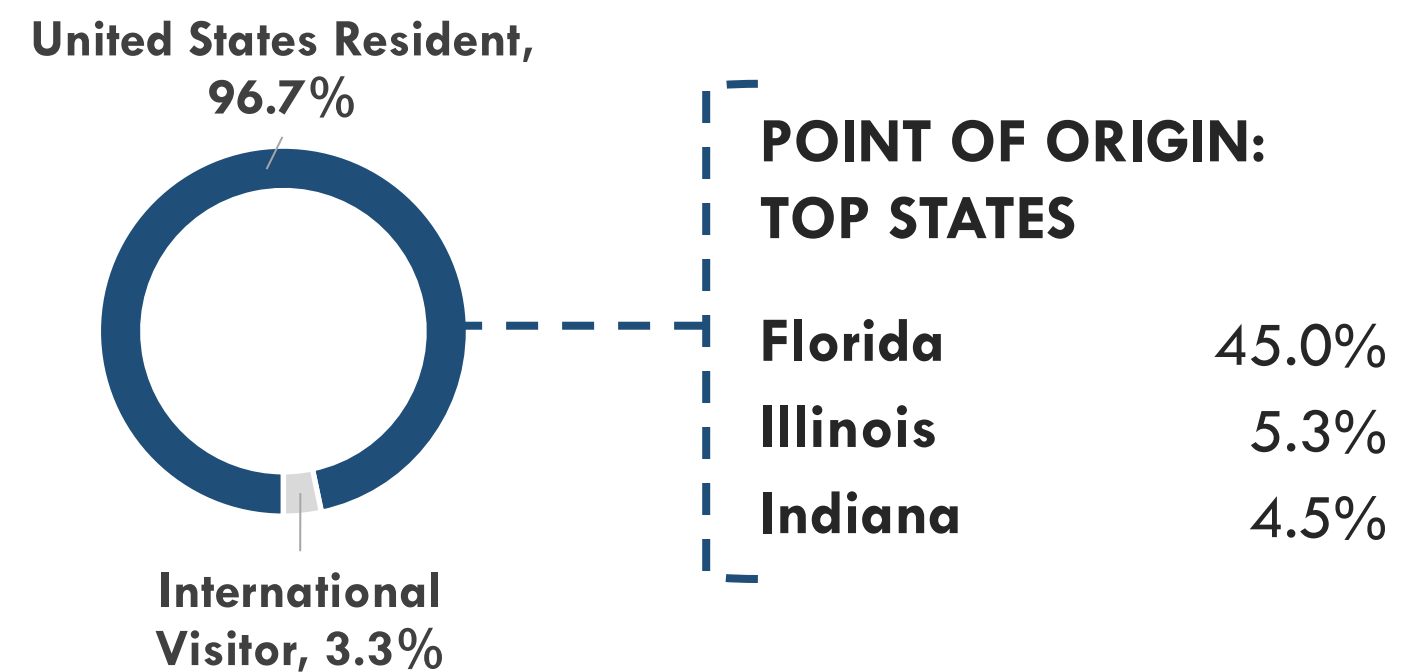 United States Resident,
96.7%
POINT OF ORIGIN:
TOP STATES
Florida 45.0%
Illinois 5.3%
Indiana 4.5%
International
Visitor, 3.3%